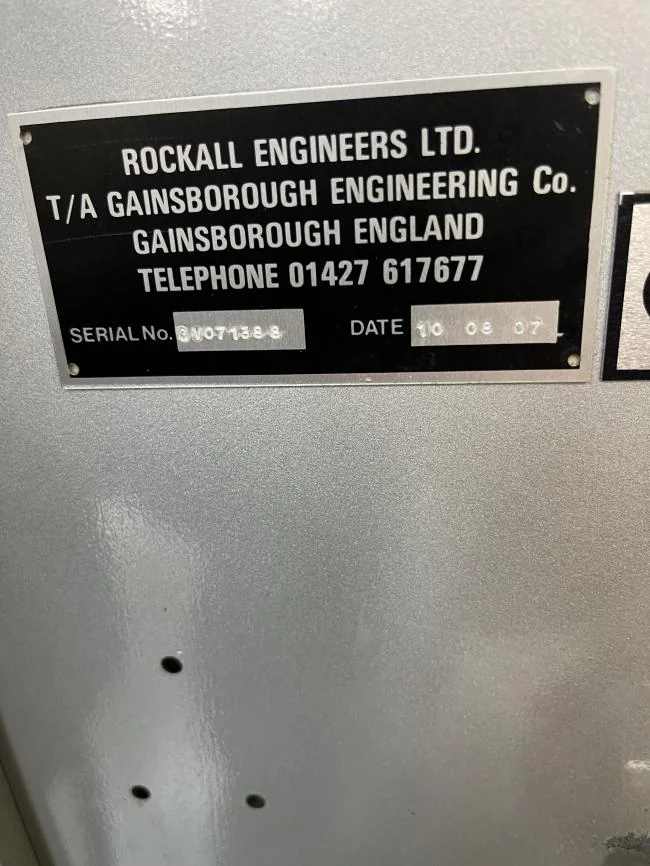 ROCKALL ENGINEERS LTD.
T/A GAINSBOROUGH ENGINEERING Co.
GAINSBOROUGH ENGLAND
TELEPHONE 01427 617677
SERIAL No. DATE 10 08 07